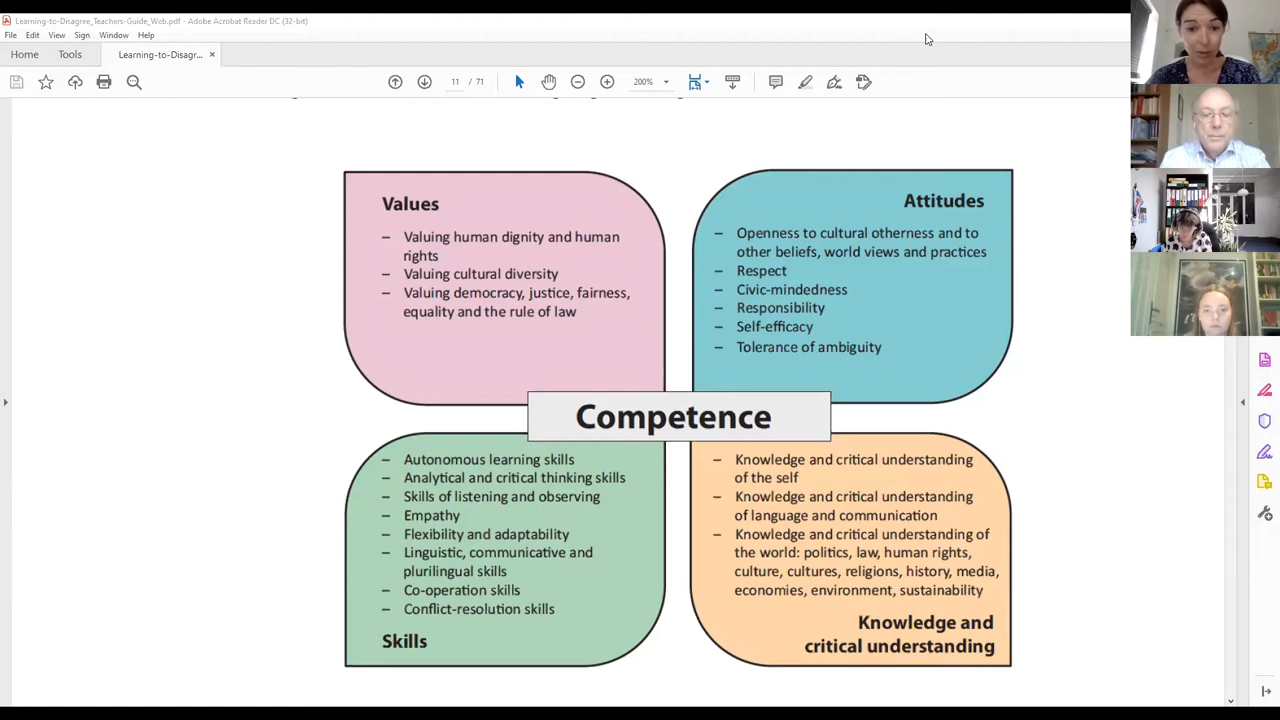 Learning-to-Disagree_Teachers-Guide_Web.pdf - Adobe Acrobat Reader DC (32-bit)
File Edit View Sign Window Help
Home Tools Learning-to-Disagr... ×
11 / 71 200%
Values
– Valuing human dignity and human
rights
– Valuing cultural diversity
– Valuing democracy, justice, fairness,
equality and the rule of law
Attitudes
– Openness to cultural otherness and to
other beliefs, world views and practices
– Respect
– Civic-mindedness
– Responsibility
– Self-efficacy
– Tolerance of ambiguity
Competence
– Autonomous learning skills
– Analytical and critical thinking skills
– Skills of listening and observing
– Empathy
– Flexibility and adaptability
– Linguistic, communicative and
plurilingual skills
– Co-operation skills
– Conflict-resolution skills
Skills
– Knowledge and critical understanding
of the self
– Knowledge and critical understanding
of language and communication
– Knowledge and critical understanding of
the world: politics, law, human rights,
culture, cultures, religions, history, media,
economies, environment, sustainability
Knowledge and
critical understanding